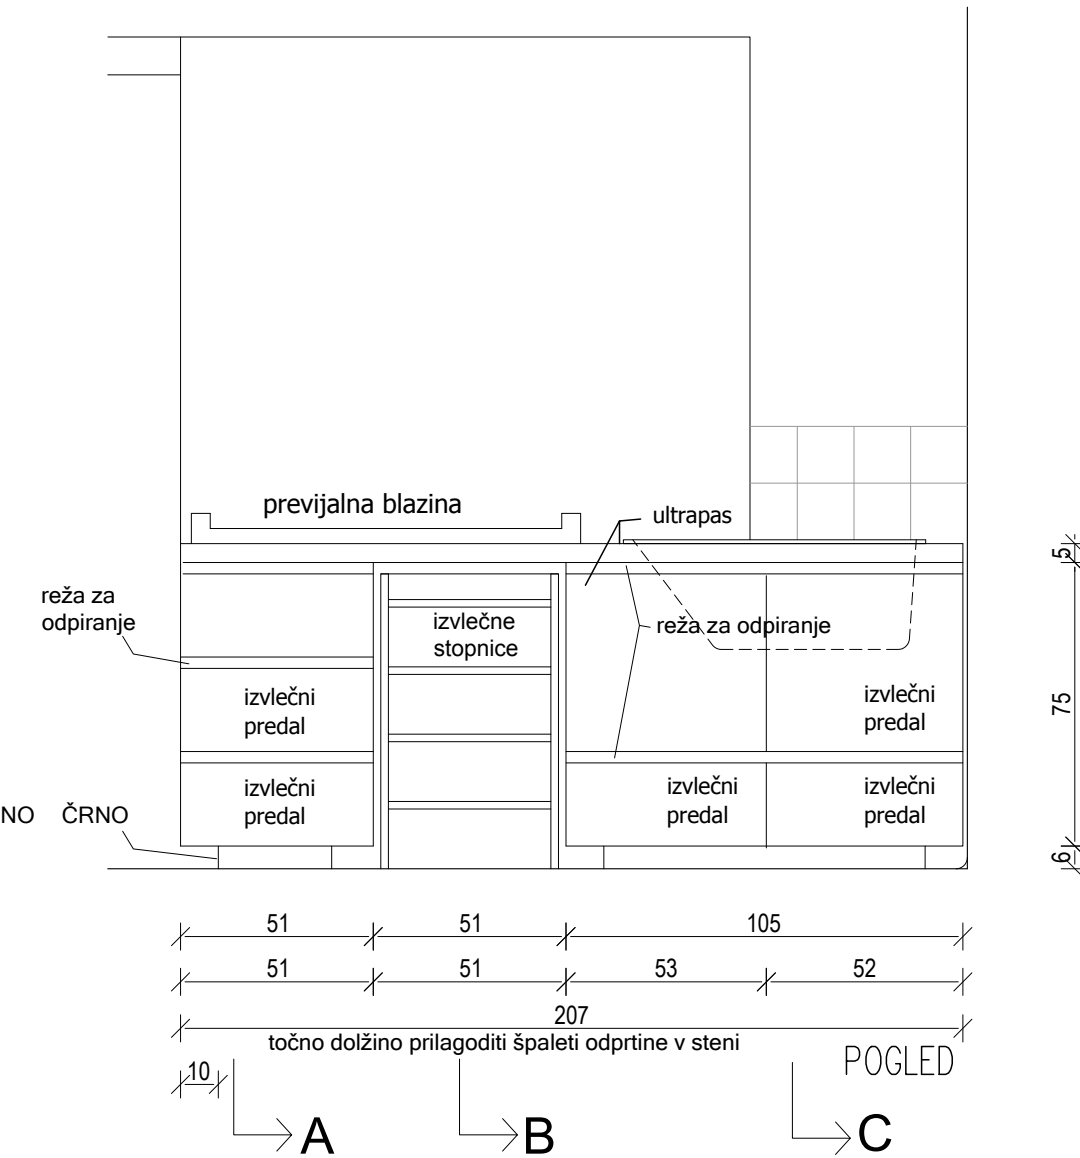 previjalna blazina
ultrapas
5
reža za
odpiranje
izvlečne
stopnice
reža za odpiranje
izvlečni
predal
izvlečni
predal
75
izvlečni
predal
izvlečni
predal
izvlečni
predal
NO ČRNO
6
51 51 105
51 51 53 52
207
točno dolžino prilagoditi špaleti odprtine v steni
POGLED
10
A B C